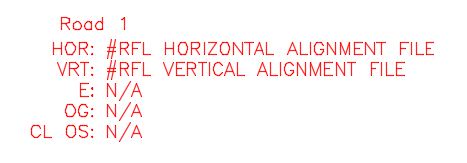 Road 1
HOR: #RFL HORIZONTAL ALIGNMENT FILE
VRT: #RFL VERTICAL ALIGNMENT FILE
E: N/A
OG: N/A
CL OS: N/A